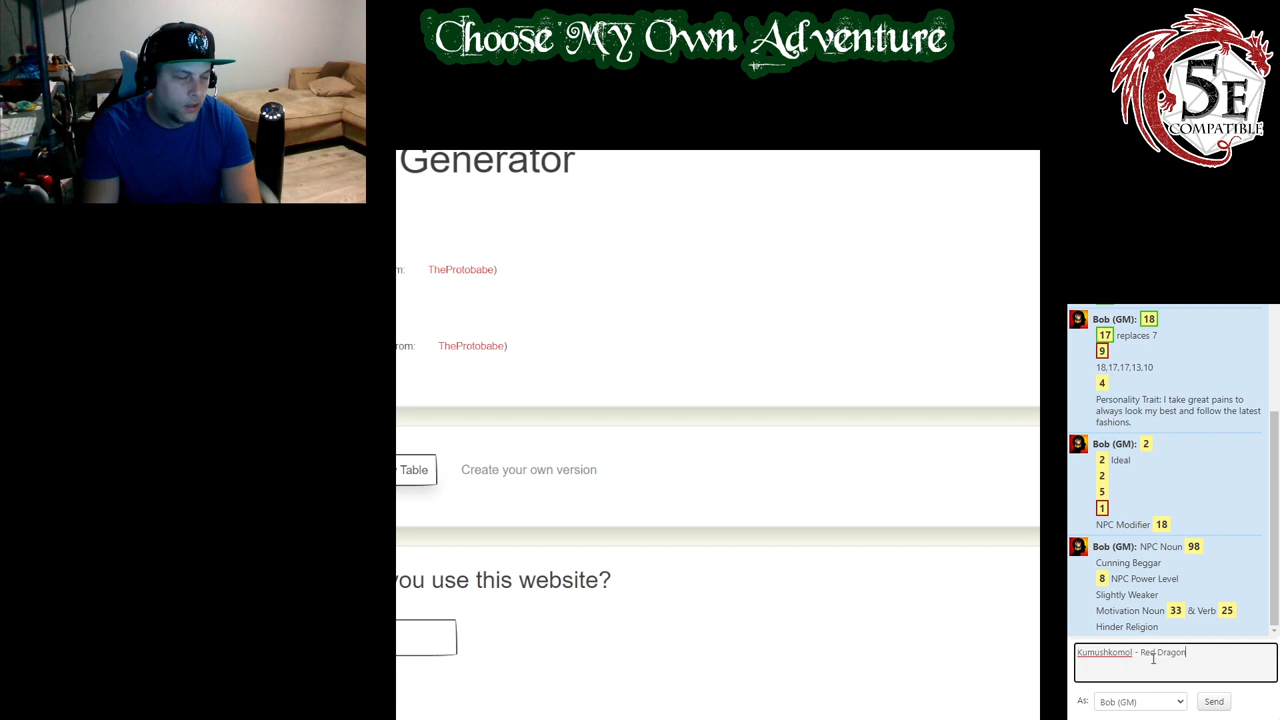 Choose My Own Adventure
5E
COMPATIBLE
Generator
m: TheProtobabe)
rom: TheProtobabe)
Table Create your own version
you use this website?
Bob (GM): 18
17 replaces 7
9
18,17,17,13,10
4
Personality Trait: I take great pains to
always look my best and follow the latest
fashions.
Bob (GM): 2
2 Ideal
2
5
1
NPC Modifier 18
Bob (GM): NPC Noun 98
Cunning Beggar
8 NPC Power Level
Slightly Weaker
Motivation Noun 33 & Verb 25
Hinder Religion
Kumushkomol - Red Dragon
As: Bob (GM) Send